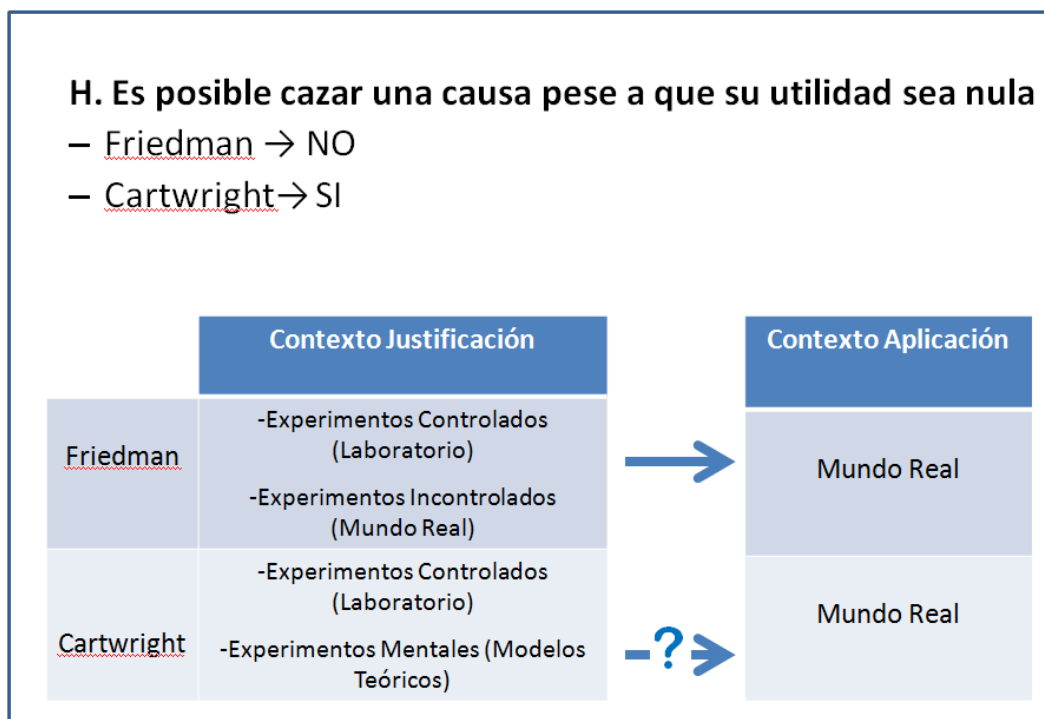 H. Es posible cazar una causa pese a que su utilidad sea nula
– Friedman → NO
– Cartwright→ SI
Contexto Justificación
Contexto Aplicación
Friedman
-Experimentos Controlados
(Laboratorio)
-Experimentos Incontrolados
(Mundo Real)
Mundo Real
Cartwright
-Experimentos Controlados
(Laboratorio)
-Experimentos Mentales (Modelos
Teóricos)
?
Mundo Real